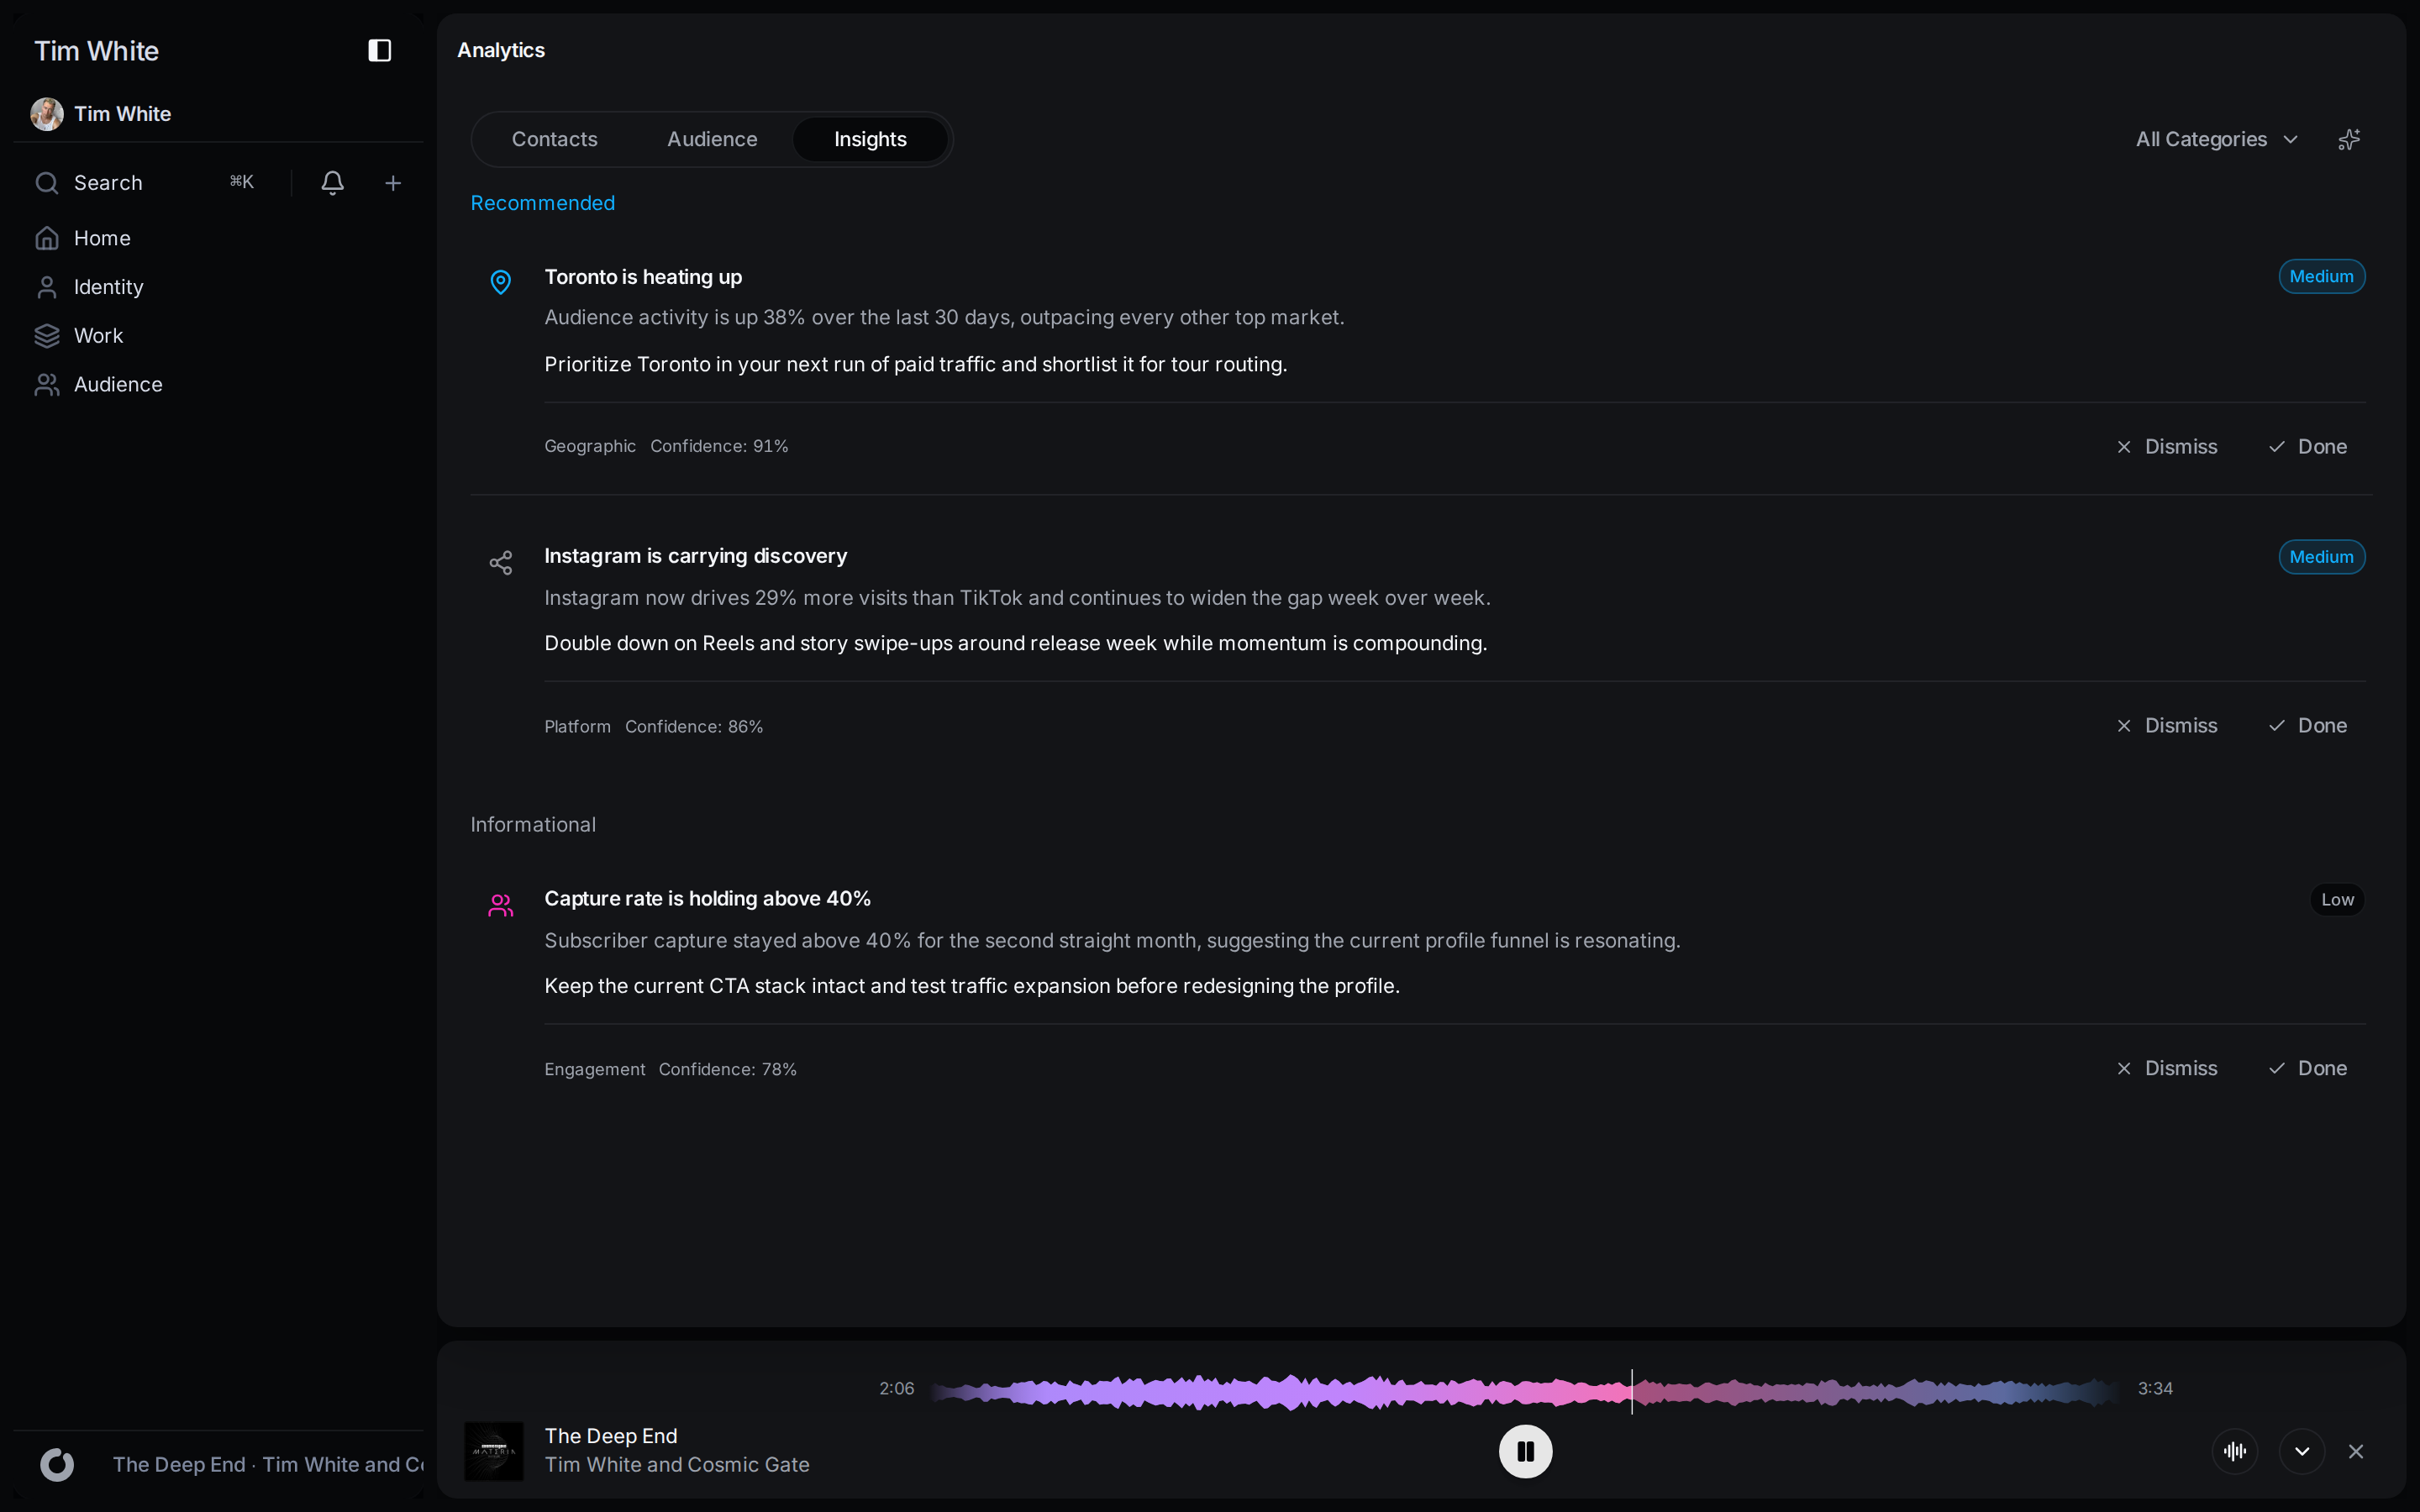 Tim White
Tim White
Search ⌘K
Home
Identity
Work
Audience
The Deep End · Tim White and
Analytics
Contacts Audience Insights
All Categories
Recommended
Toronto is heating up
Medium
Audience activity is up 38% over the last 30 days, outpacing every other top market.
Prioritize Toronto in your next run of paid traffic and shortlist it for tour routing.
Geographic Confidence: 91%
Dismiss Done
Instagram is carrying discovery
Medium
Instagram now drives 29% more visits than TikTok and continues to widen the gap week over week.
Double down on Reels and story swipe-ups around release week while momentum is compounding.
Platform Confidence: 86%
Dismiss Done
Informational
Capture rate is holding above 40%
Low
Subscriber capture stayed above 40% for the second straight month, suggesting the current profile funnel is resonating.
Keep the current CTA stack intact and test traffic expansion before redesigning the profile.
Engagement Confidence: 78%
Dismiss Done
2:06
3:34
MATERIA
The Deep End
Tim White and Cosmic Gate